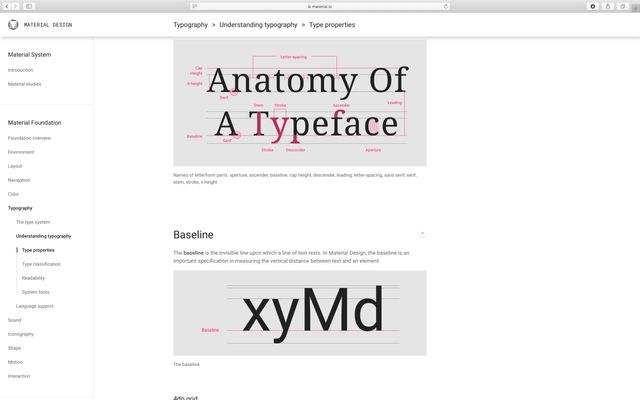 material.io
MATERIAL DESIGN
Typography > Understanding typography > Type properties
Material System
Introduction
Material studies
Material Foundation
Foundation overview
Environment
Layout
Navigation
Color
Typography
The type system
Understanding typography
Type properties
Type classification
Readability
System fonts
Language support
Sound
Iconography
Shape
Motion
Interaction
Letter-spacing
Cap
Height
X-height
Anatomy Of
Serif
Stem Stroke Ascender Leading
A Typeface
Baseline
Serif
Stroke Descender Aperture
Names of letterform parts: aperture, ascender, baseline, cap height, descender, leading, letter-spacing, sans serif, serif,
stem, stroke, x-height
Baseline
The baseline is the invisible line upon which a line of text rests. In Material Design, the baseline is an
important specification in measuring the vertical distance between text and an element.
xyMd
Baseline
The baseline
4dp grid